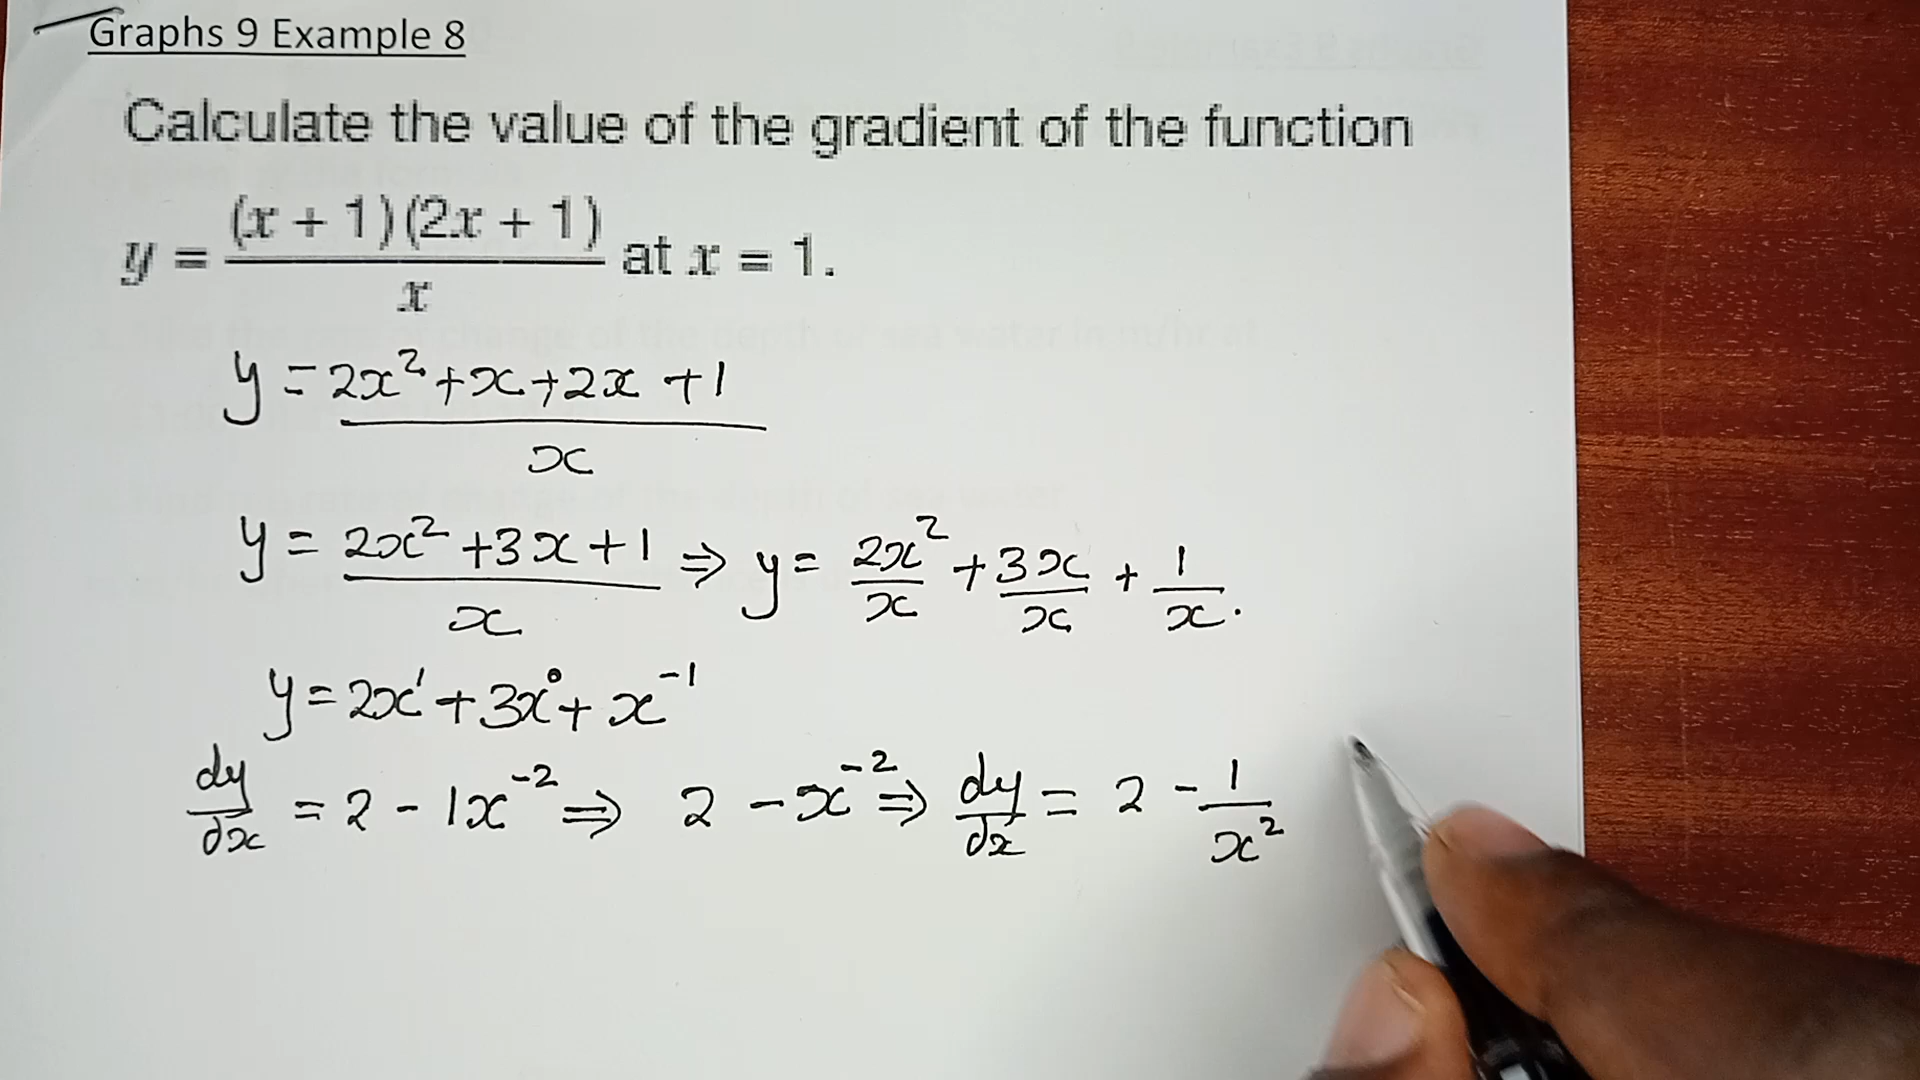 Graphs 9 Example 8
Calculate the value of the gradient of the function
y = (x + 1)(2x + 1) / x at x = 1.
y = 2x² + x + 2x + 1 / x
y = 2x² + 3x + 1 / x ⇒ y = 2x²/x + 3x/x + 1/x.
y = 2x¹ + 3x⁰ + x⁻¹
dy/dx = 2 - 1x⁻² ⇒ 2 - x⁻² ⇒ dy/dx = 2 - 1/x²